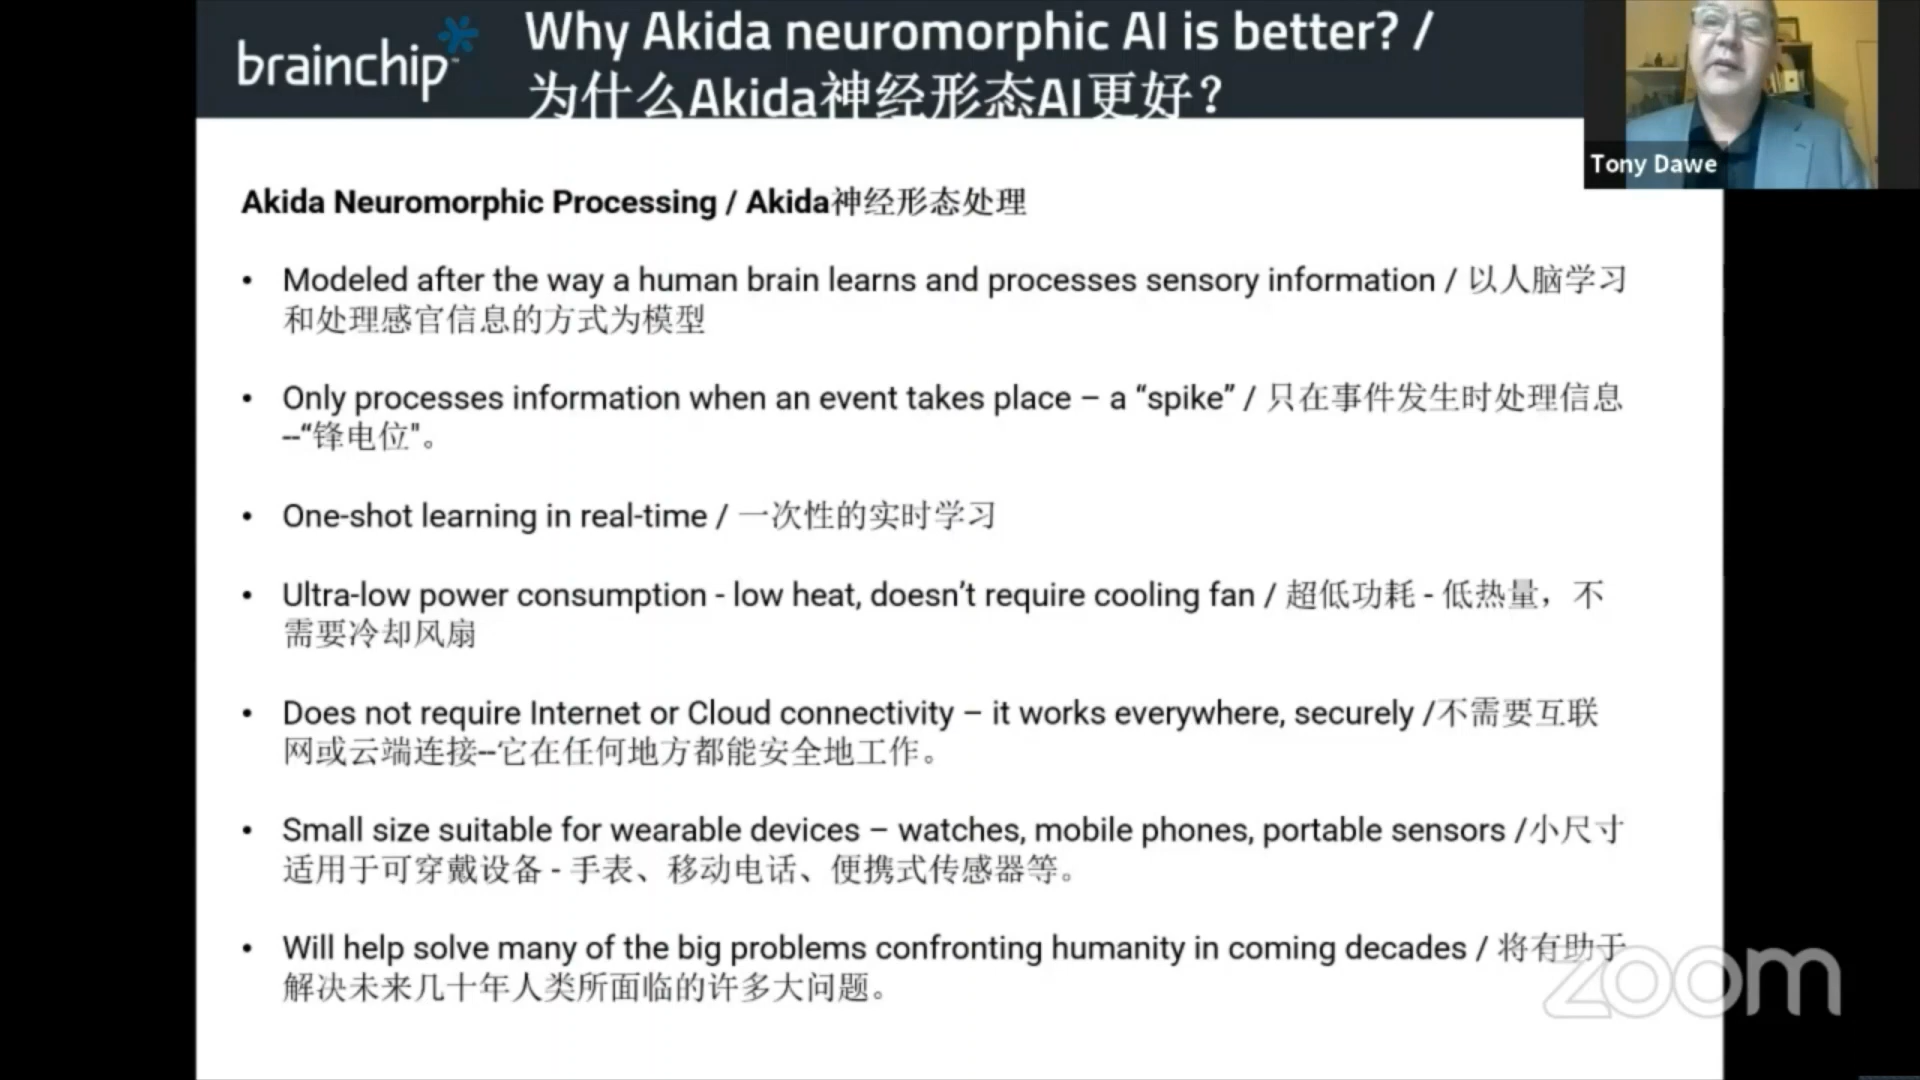 brainchip
Why Akida neuromorphic AI is better? /
为什么Akida神经形态AI更好？
Tony Dawe
Akida Neuromorphic Processing / Akida神经形态处理
• Modeled after the way a human brain learns and processes sensory information / 以人脑学习
和处理感官信息的方式为模型
• Only processes information when an event takes place – a “spike” / 只在事件发生时处理信息
--“锋电位"。
• One-shot learning in real-time / 一次性的实时学习
• Ultra-low power consumption - low heat, doesn’t require cooling fan / 超低功耗 - 低热量，不
需要冷却风扇
• Does not require Internet or Cloud connectivity – it works everywhere, securely /不需要互联
网或云端连接--它在任何地方都能安全地工作。
• Small size suitable for wearable devices – watches, mobile phones, portable sensors /小尺寸
适用于可穿戴设备 - 手表、移动电话、便携式传感器等。
• Will help solve many of the big problems confronting humanity in coming decades / 将有助于
解决未来几十年人类所面临的许多大问题。
zoom